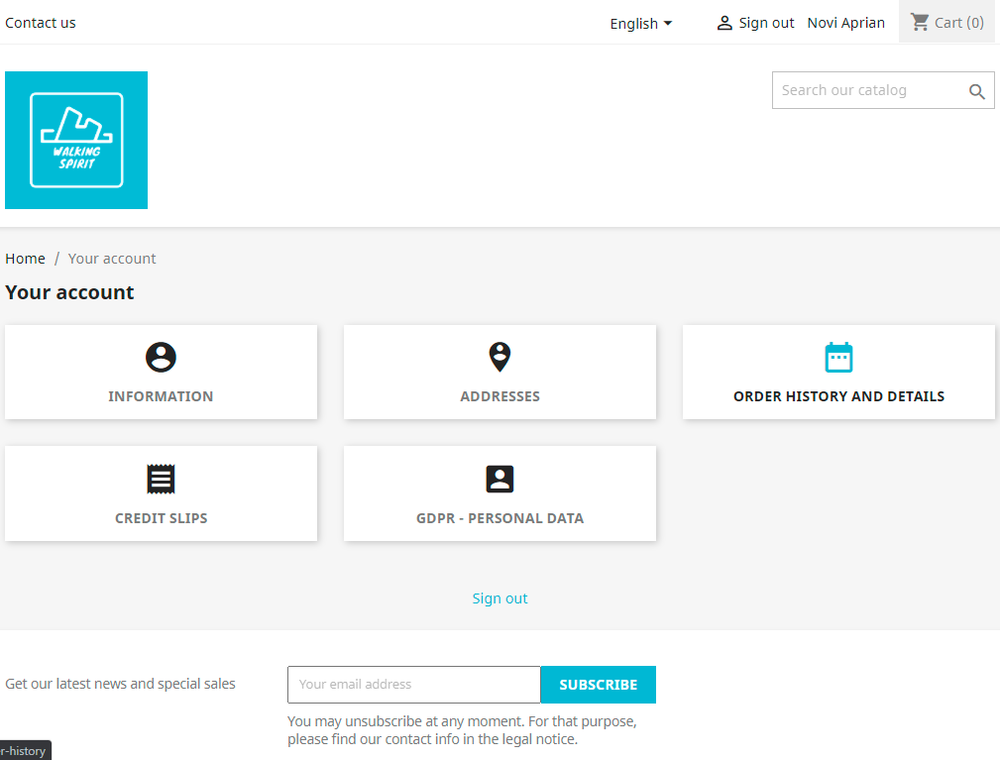 Contact us
English
Sign out
Novi Aprian
Cart (0)
WALKING
SPIRIT
Search our catalog
Home / Your account
Your account
INFORMATION
ADDRESSES
ORDER HISTORY AND DETAILS
CREDIT SLIPS
GDPR - PERSONAL DATA
Sign out
Get our latest news and special sales
Your email address
SUBSCRIBE
You may unsubscribe at any moment. For that purpose,
please find our contact info in the legal notice.
r-history